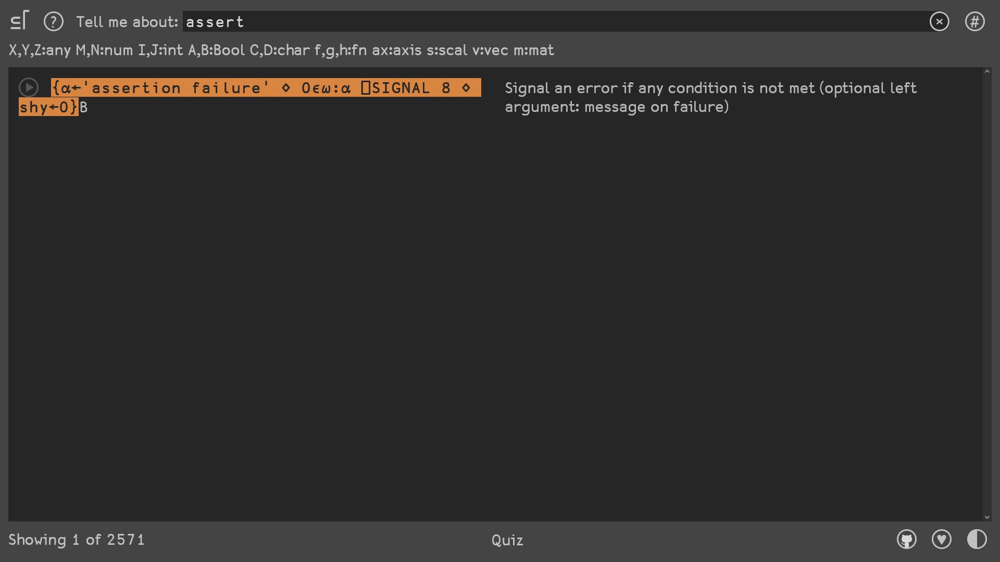 ⊆⌈ ? Tell me about: assert × #
X,Y,Z:any M,N:num I,J:int A,B:Bool C,D:char f,g,h:fn ax:axis s:scal v:vec m:mat
{⍺←'assertion failure' ⋄ 0∊⍵:⍺ ⎕SIGNAL 8 ⋄
shy←0}B
Signal an error if any condition is not met (optional left
argument: message on failure)
Showing 1 of 2571
Quiz